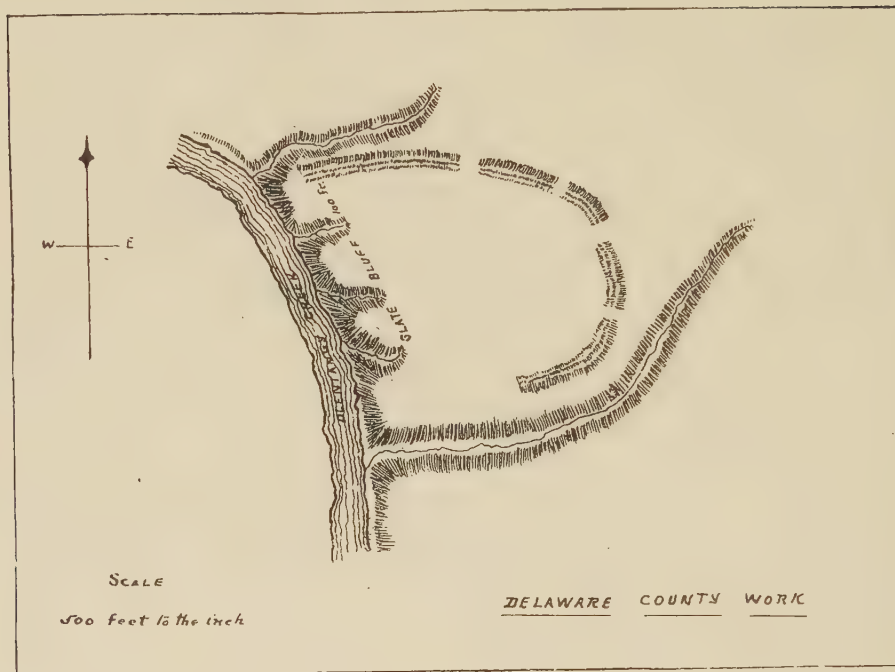 W E
OLENTANGY CREEK
SLATE BLUFF 100 Ft.
SCALE
500 feet to the inch
DELAWARE COUNTY WORK